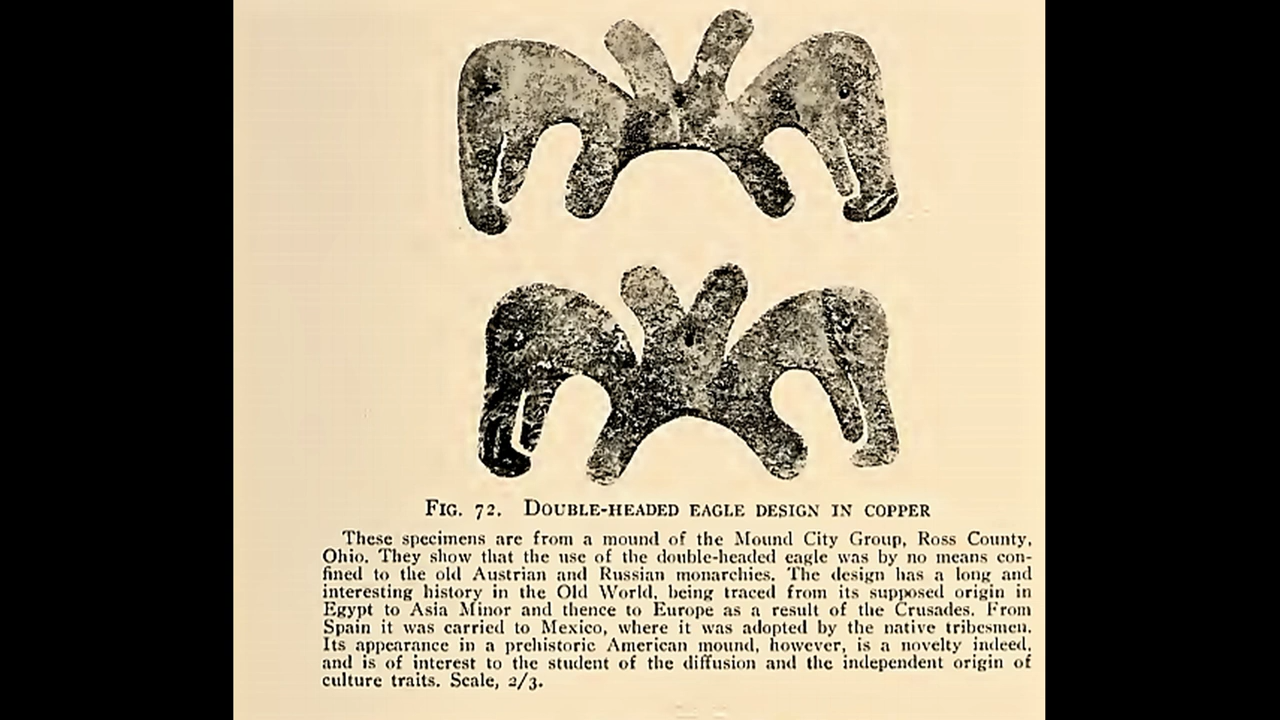 Fig. 72. Double-headed eagle design in copper
These specimens are from a mound of the Mound City Group, Ross County,
Ohio. They show that the use of the double-headed eagle was by no means con-
fined to the old Austrian and Russian monarchies. The design has a long and
interesting history in the Old World, being traced from its supposed origin in
Egypt to Asia Minor and thence to Europe as a result of the Crusades. From
Spain it was carried to Mexico, where it was adopted by the native tribesmen.
Its appearance in a prehistoric American mound, however, is a novelty indeed,
and is of interest to the student of the diffusion and the independent origin of
culture traits. Scale, 2/3.